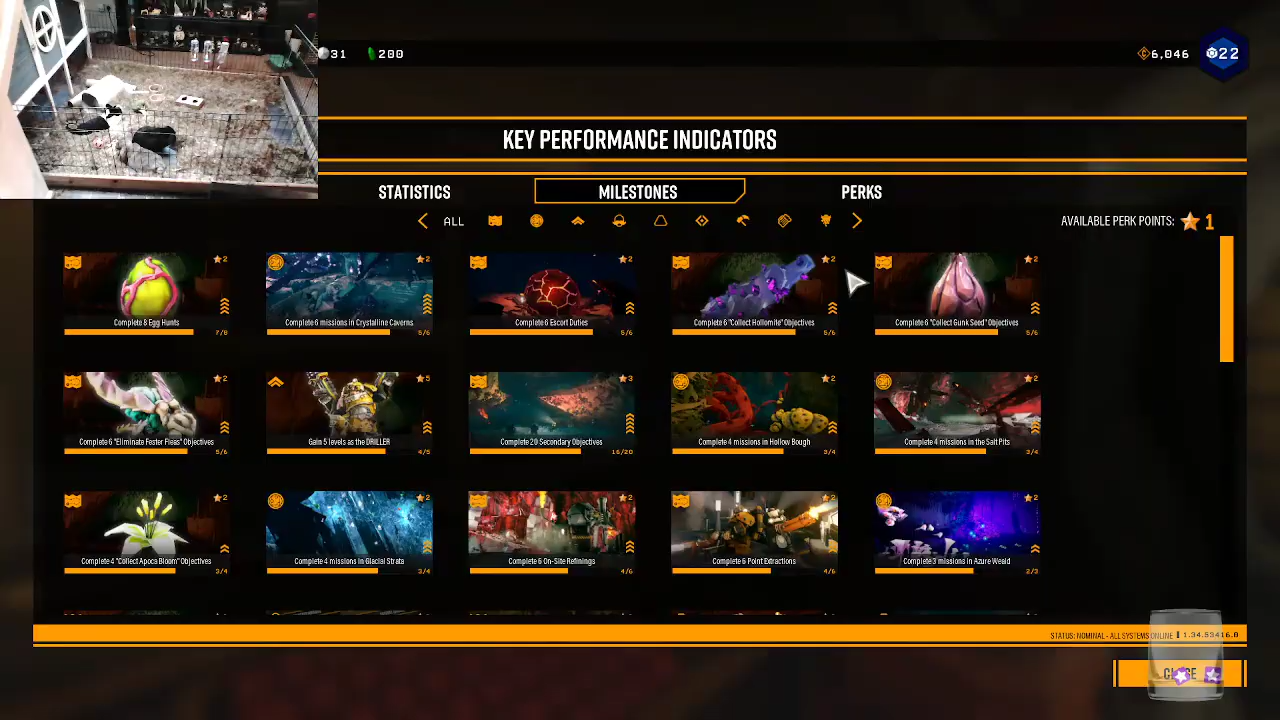 31 200 6,046 22
KEY PERFORMANCE INDICATORS
STATISTICS MILESTONES PERKS
ALL AVAILABLE PERK POINTS: 1
2 2 2 2 2
Complete 8 Egg Hunts Complete 6 missions in Crystalline Caverns Complete 6 Escort Duties Complete 6 "Collect Hollomite" Objectives Complete 6 "Collect Gunk Seed" Objectives
7/8 5/6 5/6 5/6 5/6
2 5 3 2 2
Complete 6 "Eliminate Fester Fleas" Objectives Gain 5 levels as the DRILLER Complete 20 Secondary Objectives Complete 4 missions in Hollow Bough Complete 4 missions in the Salt Pits
5/6 4/5 16/20 3/4 3/4
2 2 2 2 2
Complete 4 "Collect Apoca Bloom" Objectives Complete 4 missions in Glacial Strata Complete 6 On-Site Refinings Complete 6 Point Extractions Complete 3 missions in Azure Weald
3/4 3/4 4/6 4/6 2/3
STATUS: NOMINAL - ALL SYSTEMS ONLINE 1.34.53416.0
CLOSE